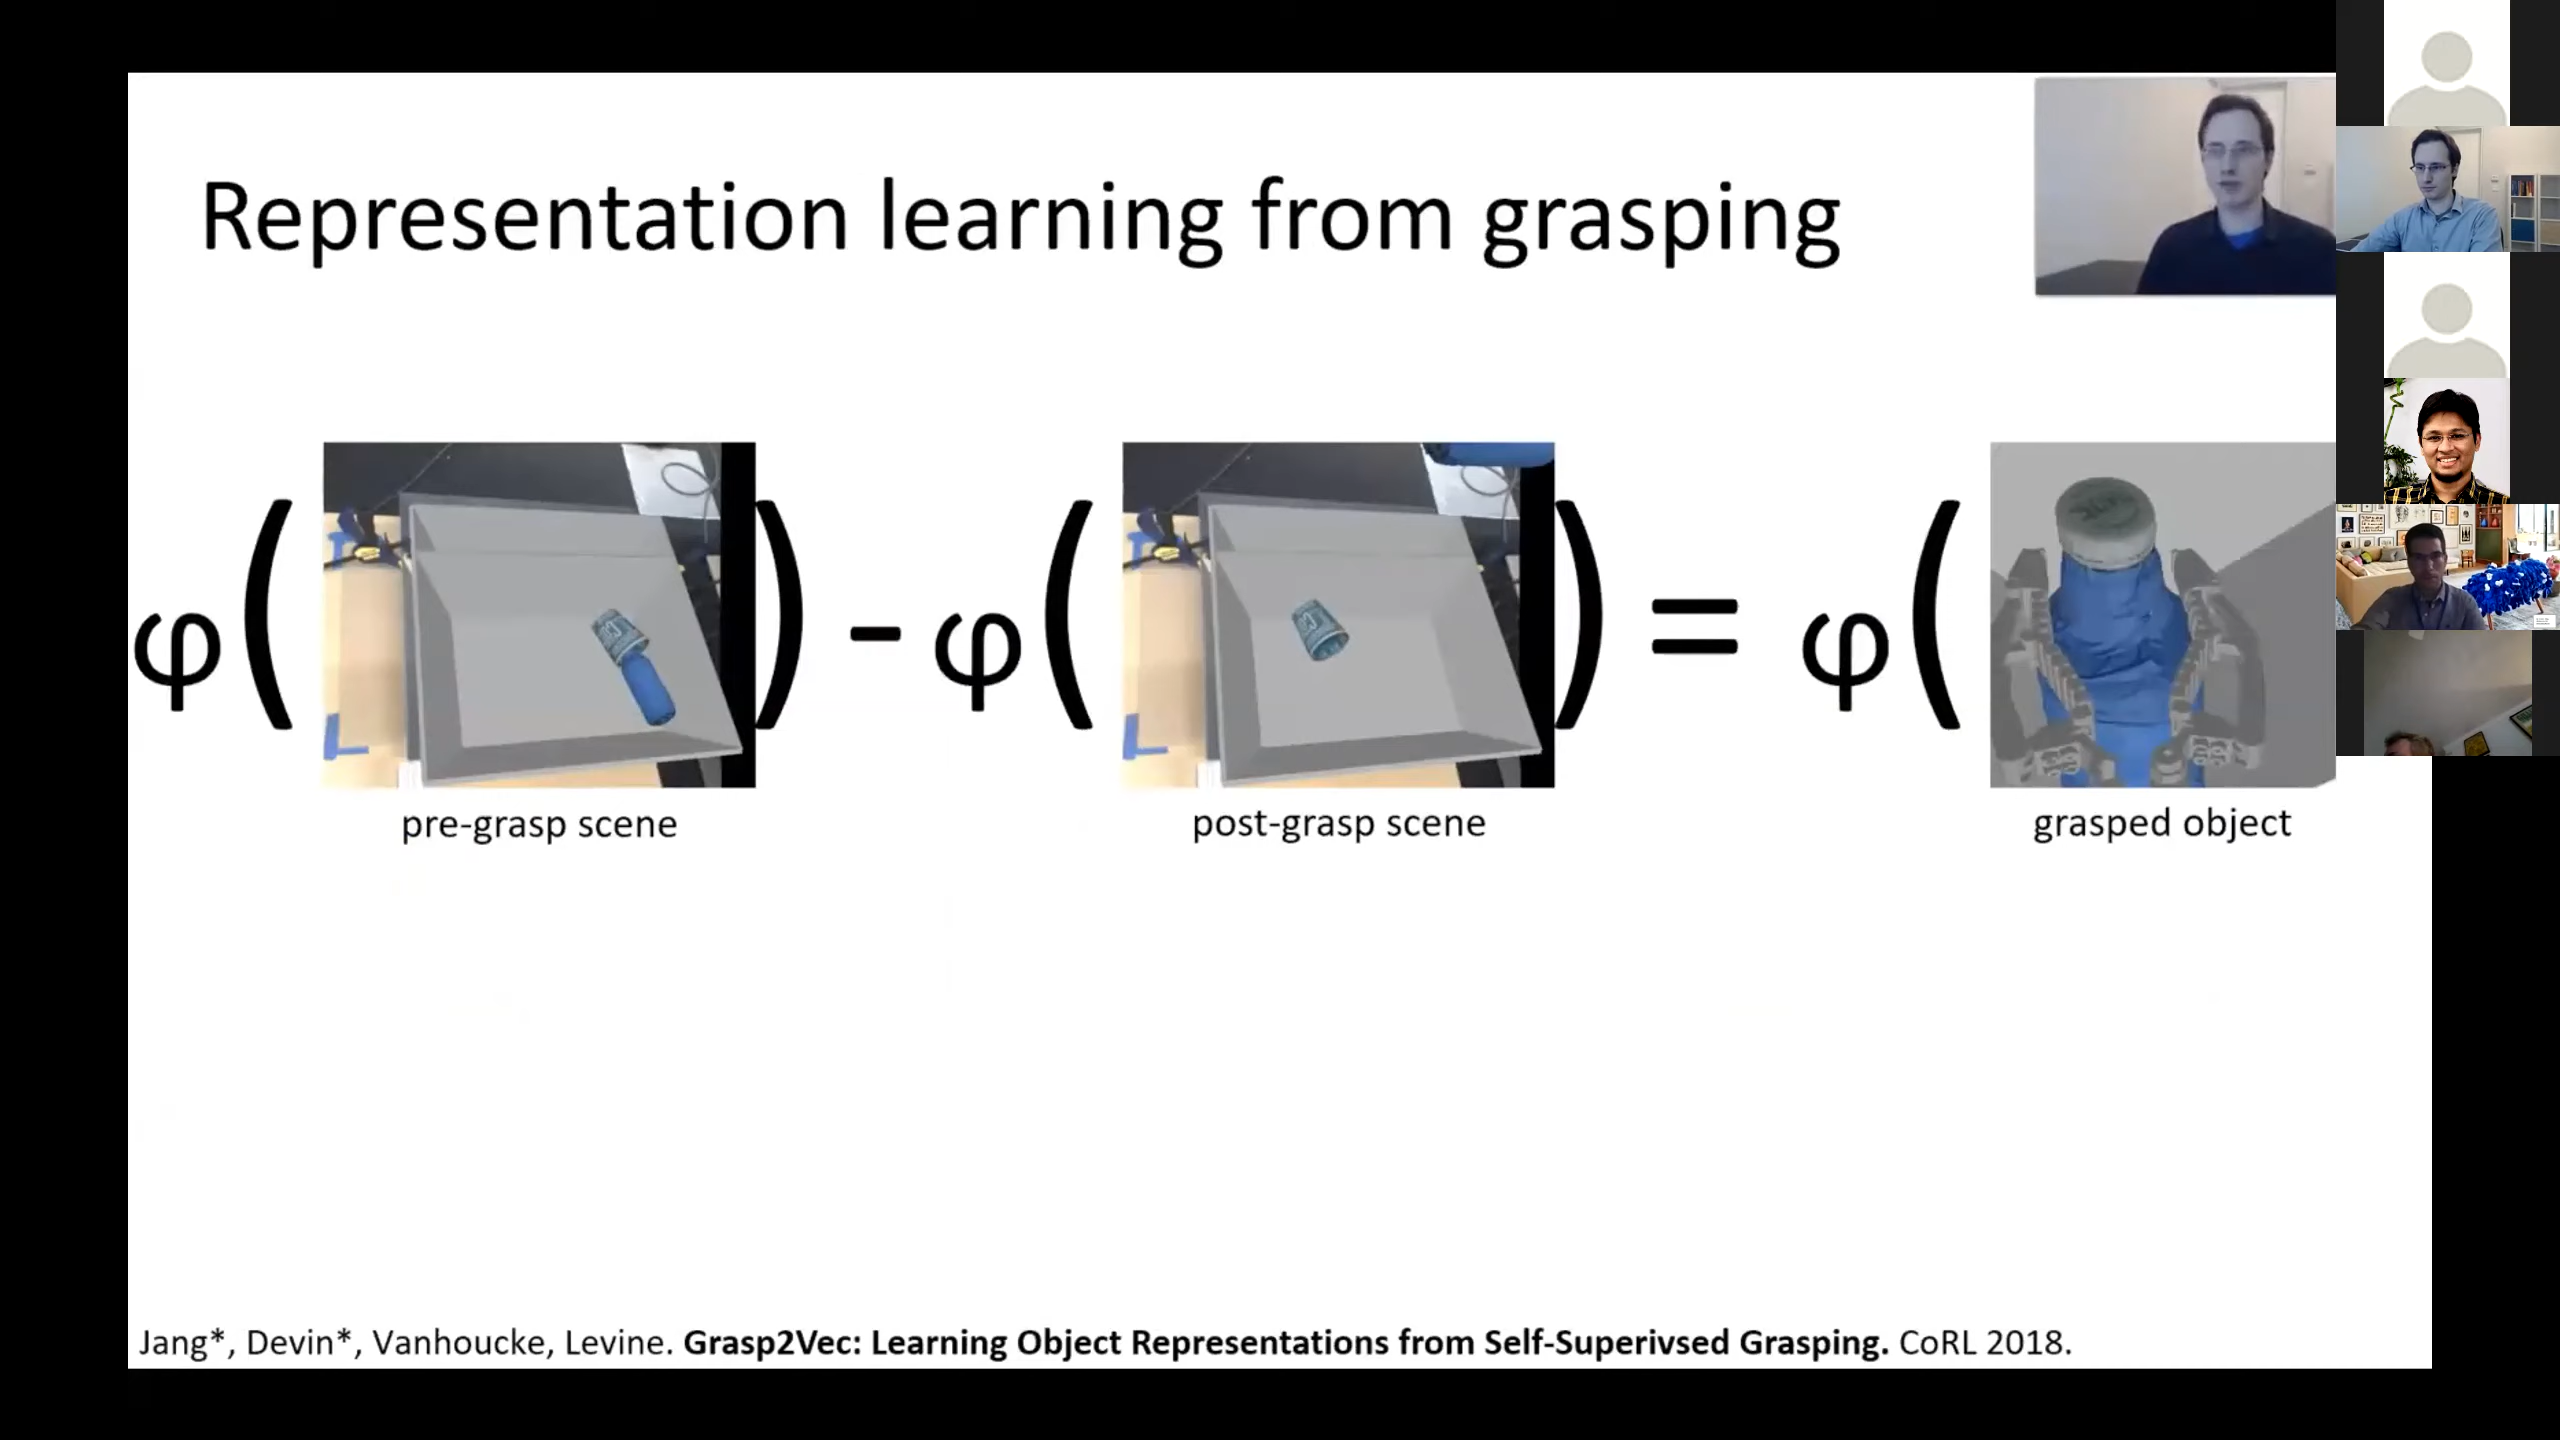 Representation learning from grasping
φ( ) - φ( ) = φ(
pre-grasp scene
post-grasp scene
grasped object
Jang*, Devin*, Vanhoucke, Levine. Grasp2Vec: Learning Object Representations from Self-Superivsed Grasping. CoRL 2018.